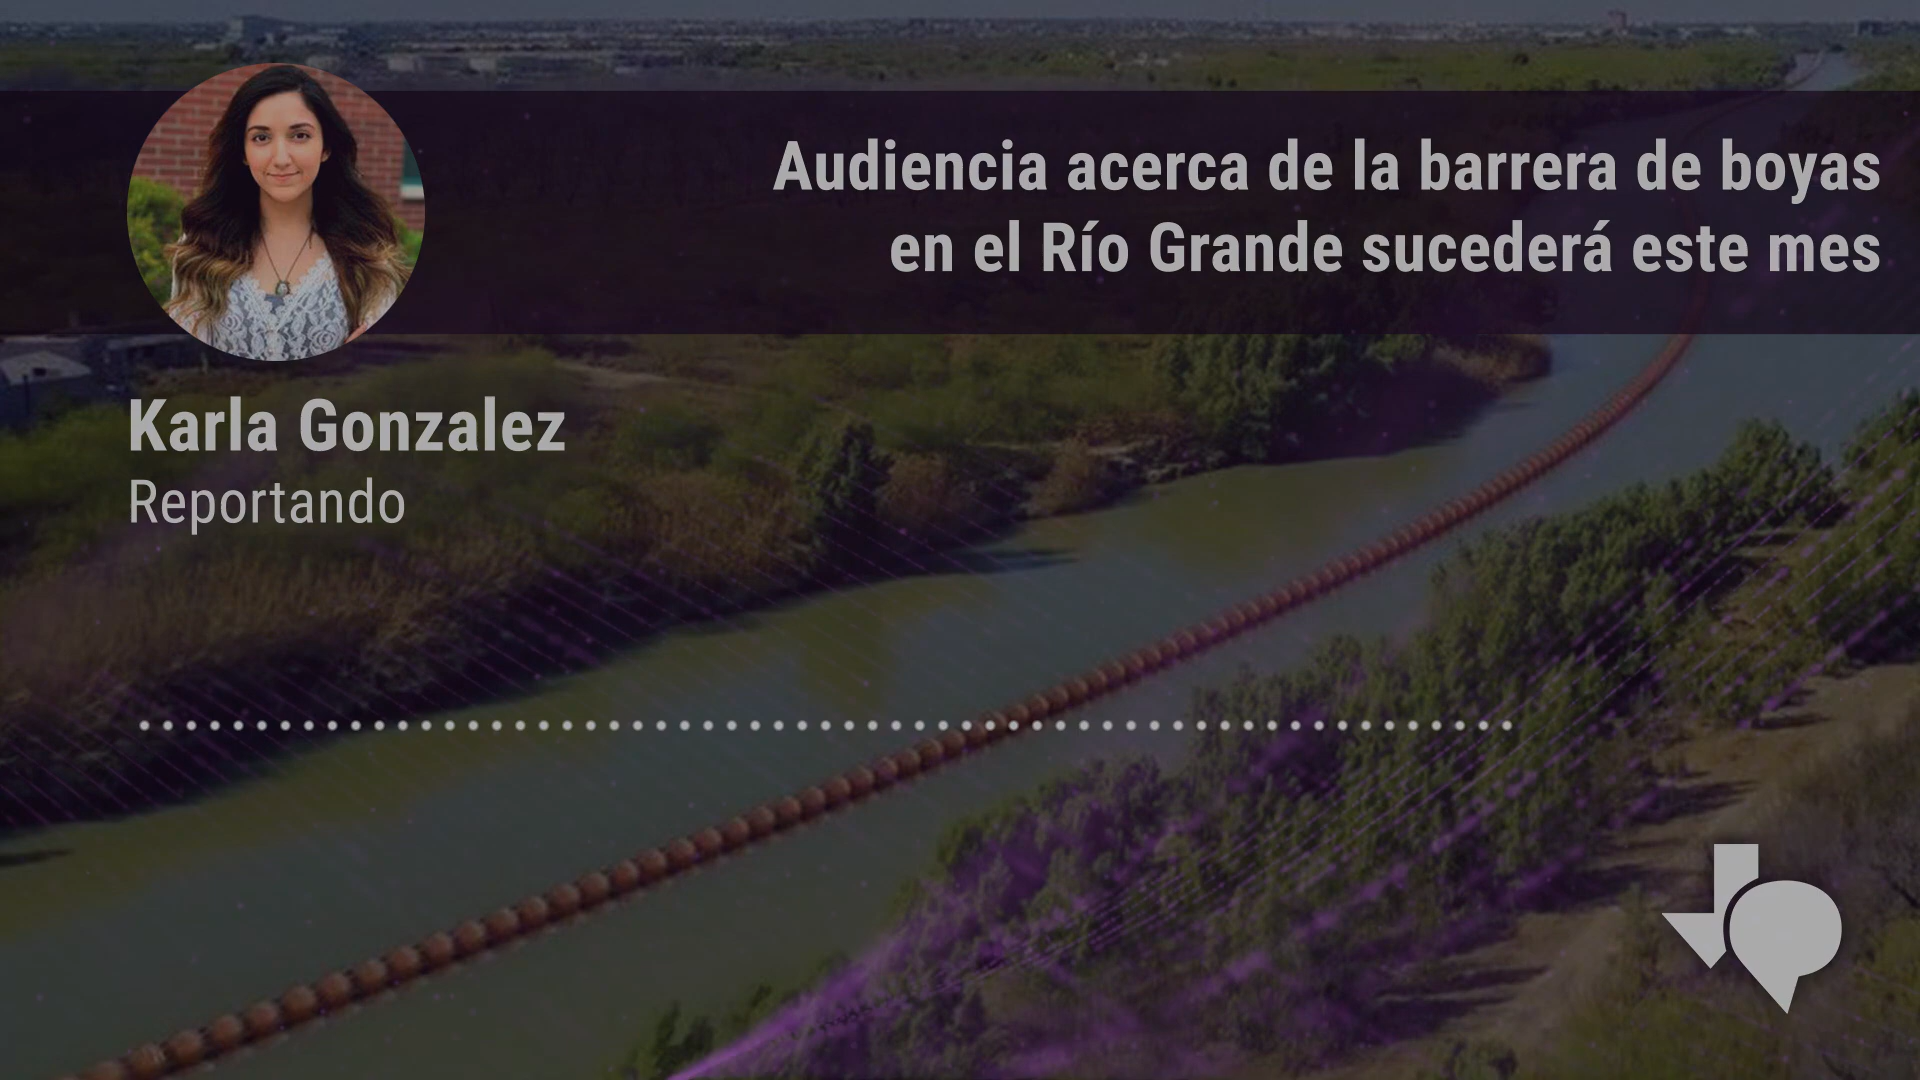 Audiencia acerca de la barrera de boyas
en el Río Grande sucederá este mes
Karla Gonzalez
Reportando